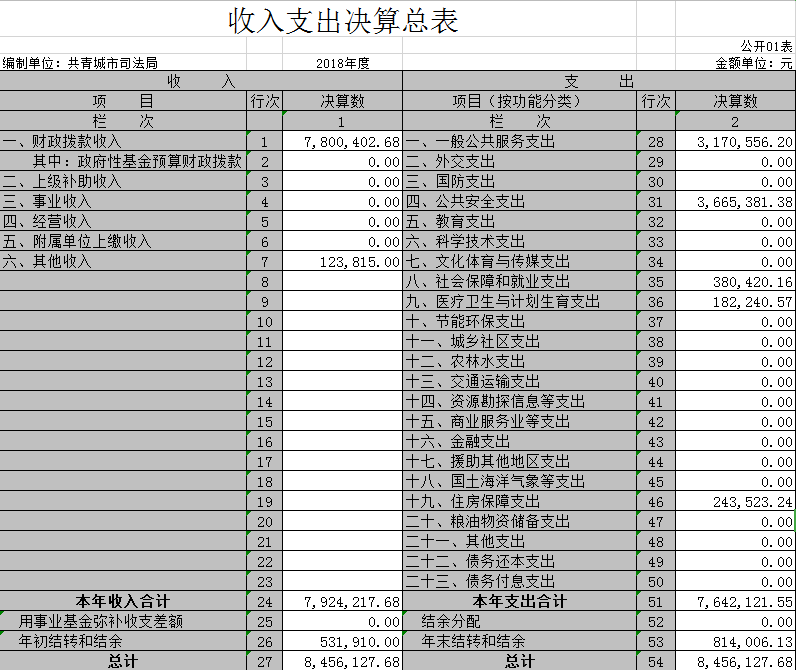 收入支出决算总表
公开01表
编制单位：共青城市司法局 2018年度 金额单位：元
收 入 支 出
项 目 行次 决算数 项目（按功能分类） 行次 决算数
栏 次 1 栏 次 2
一、财政拨款收入 1 7,800,402.68 一、一般公共服务支出 28 3,170,556.20
其中：政府性基金预算财政拨款 2 0.00 二、外交支出 29 0.00
二、上级补助收入 3 0.00 三、国防支出 30 0.00
三、事业收入 4 0.00 四、公共安全支出 31 3,665,381.38
四、经营收入 5 0.00 五、教育支出 32 0.00
五、附属单位上缴收入 6 0.00 六、科学技术支出 33 0.00
六、其他收入 7 123,815.00 七、文化体育与传媒支出 34 0.00
8 八、社会保障和就业支出 35 380,420.16
9 九、医疗卫生与计划生育支出 36 182,240.57
10 十、节能环保支出 37 0.00
11 十一、城乡社区支出 38 0.00
12 十二、农林水支出 39 0.00
13 十三、交通运输支出 40 0.00
14 十四、资源勘探信息等支出 41 0.00
15 十五、商业服务业等支出 42 0.00
16 十六、金融支出 43 0.00
17 十七、援助其他地区支出 44 0.00
18 十八、国土海洋气象等支出 45 0.00
19 十九、住房保障支出 46 243,523.24
20 二十、粮油物资储备支出 47 0.00
21 二十一、其他支出 48 0.00
22 二十二、债务还本支出 49 0.00
23 二十三、债务付息支出 50 0.00
本年收入合计 24 7,924,217.68 本年支出合计 51 7,642,121.55
用事业基金弥补收支差额 25 0.00 结余分配 52 0.00
年初结转和结余 26 531,910.00 年末结转和结余 53 814,006.13
总计 27 8,456,127.68 总计 54 8,456,127.68